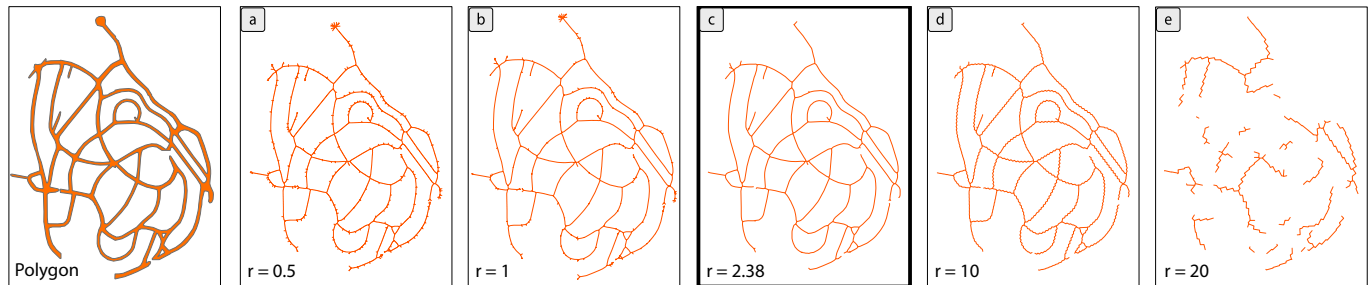 Polygon
a
r = 0.5
b
r = 1
c
r = 2.38
d
r = 10
e
r = 20